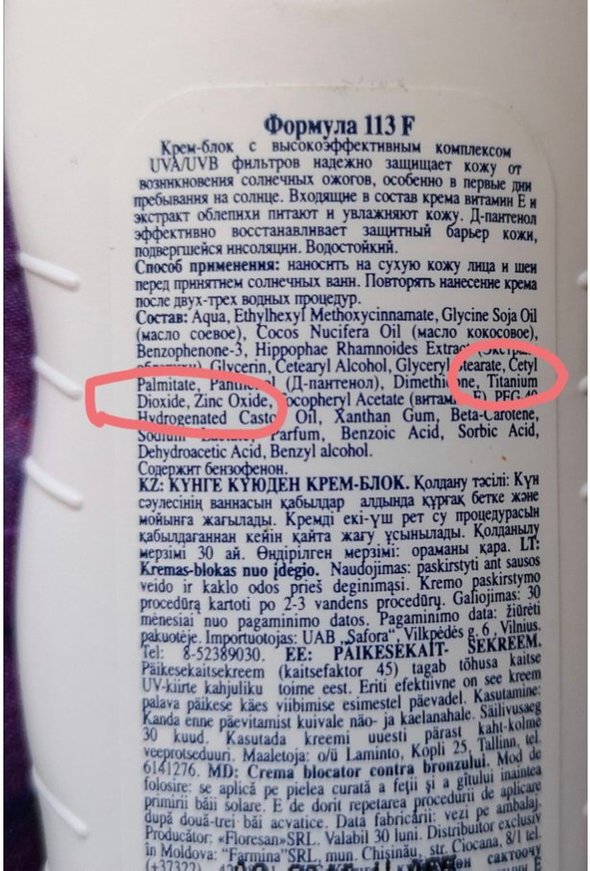 Формула 113 F
Крем-блок с высокоэффективным комплексом
UVA/UVB фильтров надежно защищает кожу от
возникновения солнечных ожогов, особенно в первые дни
пребывания на солнце. Входящие в состав крема витамин Е и
экстракт облепихи питают и увлажняют кожу. Д-пантенол
эффективно восстанавливает защитный барьер кожи,
подвергшейся инсоляции. Водостойкий.
Способ применения: наносить на сухую кожу лица и шеи
перед принятием солнечных ванн. Повторять нанесение крема
после двух-трех водных процедур.
Состав: Aqua, Ethylhexyl Methoxycinnamate, Glycine Soja Oil
(масло соевое), Cocos Nucifera Oil (масло кокосовое),
Benzophenone-3, Hippophae Rhamnoides Extract (Экстракт
облепихи), Glycerin, Cetearyl Alcohol, Glyceryl Stearate, Cetyl
Palmitate, Panthenol (Д-пантенол), Dimethicone, Titanium
Dioxide, Zinc Oxide, Tocopheryl Acetate (витамин Е), PEG-40
Hydrogenated Castor Oil, Xanthan Gum, Beta-Carotene,
Sodium Lactate, Parfum, Benzoic Acid, Sorbic Acid,
Dehydroacetic Acid, Benzyl alcohol.
Содержит бензофенон.
KZ: КҮНГЕ КҮЮДЕН КРЕМ-БЛОК. Қолдану тәсілі: Күн
сәулесінің ваннасын қабылдар алдында құрғақ бетке және
мойынға жағылады. Кремді екі-үш рет су процедурасын
қабылдағаннан кейін қайта жағу ұсынылады. Қолданылу
мерзімі 30 ай. Өндірілген мерзімі: ораманы қара. LT:
Kremas-blokas nuo įdegio. Naudojimas: paskirstyti ant sausos
veido ir kaklo odos prieš deginimąsi. Kremo paskirstymo
procedūrą kartoti po 2-3 vandens procedūrų. Galiojimas: 30
mėnesiai nuo pagaminimo datos. Pagaminimo data: žiūrėti
pakuotėje. Importuotojas: UAB „Safora", Vilkpėdės g. 6, Vilnius.
Tel: 8-52389030. EE: PÄIKESEKAIT- SEKREEM.
Päikesekaitsekreem (kaitsefaktor 45) tagab tõhusa kaitse
UV-kiirte kahjuliku toime eest. Eriti efektiivne on see kreem
palava päikese käes viibimise esimestel päevadel. Kasutamine:
Kanda enne päevitamist kuivale näo- ja kaelanahale. Säilivusaeg
30 kuud. Kasutada kreemi uuesti pärast kaht-kolme
veeprotseduuri. Maaletoja: o/ü Laminto, Kopli 25, Tallinn, tel.
6141276. MD: Crema blocator contra bronzului. Mod de
folosire: se aplică pe pielea curată a feții și a gîtului inaintea
primirii băii solare. E de dorit repetarea procedurii de aplicare
după două-trei băi acvatice. Data fabricării: vezi pe ambalaj.
Producător: «Floresan»SRL. Valabil 30 luni. Distribuitor exclusiv
în Moldova: "Farmina"SRL, mun. Chișinău, str. Ciocana, 8/1 tel.
(+37322)
сактоочу